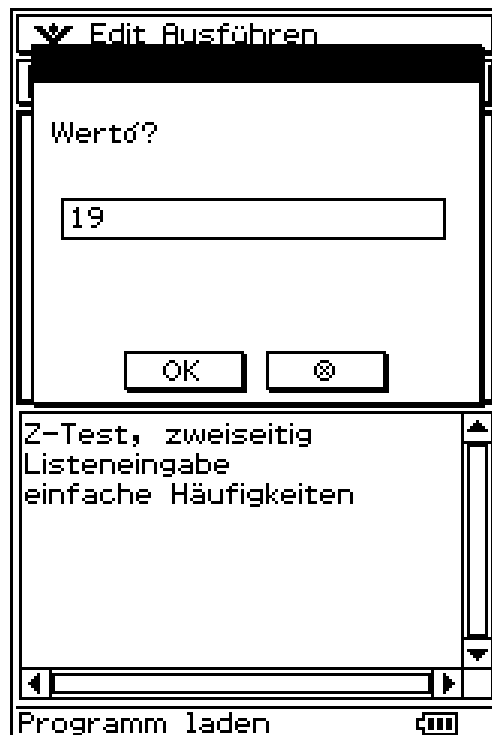 Edit Ausführen
Wertσ?
19
OK
Z-Test, zweiseitig
Listeneingabe
einfache Häufigkeiten
Programm laden